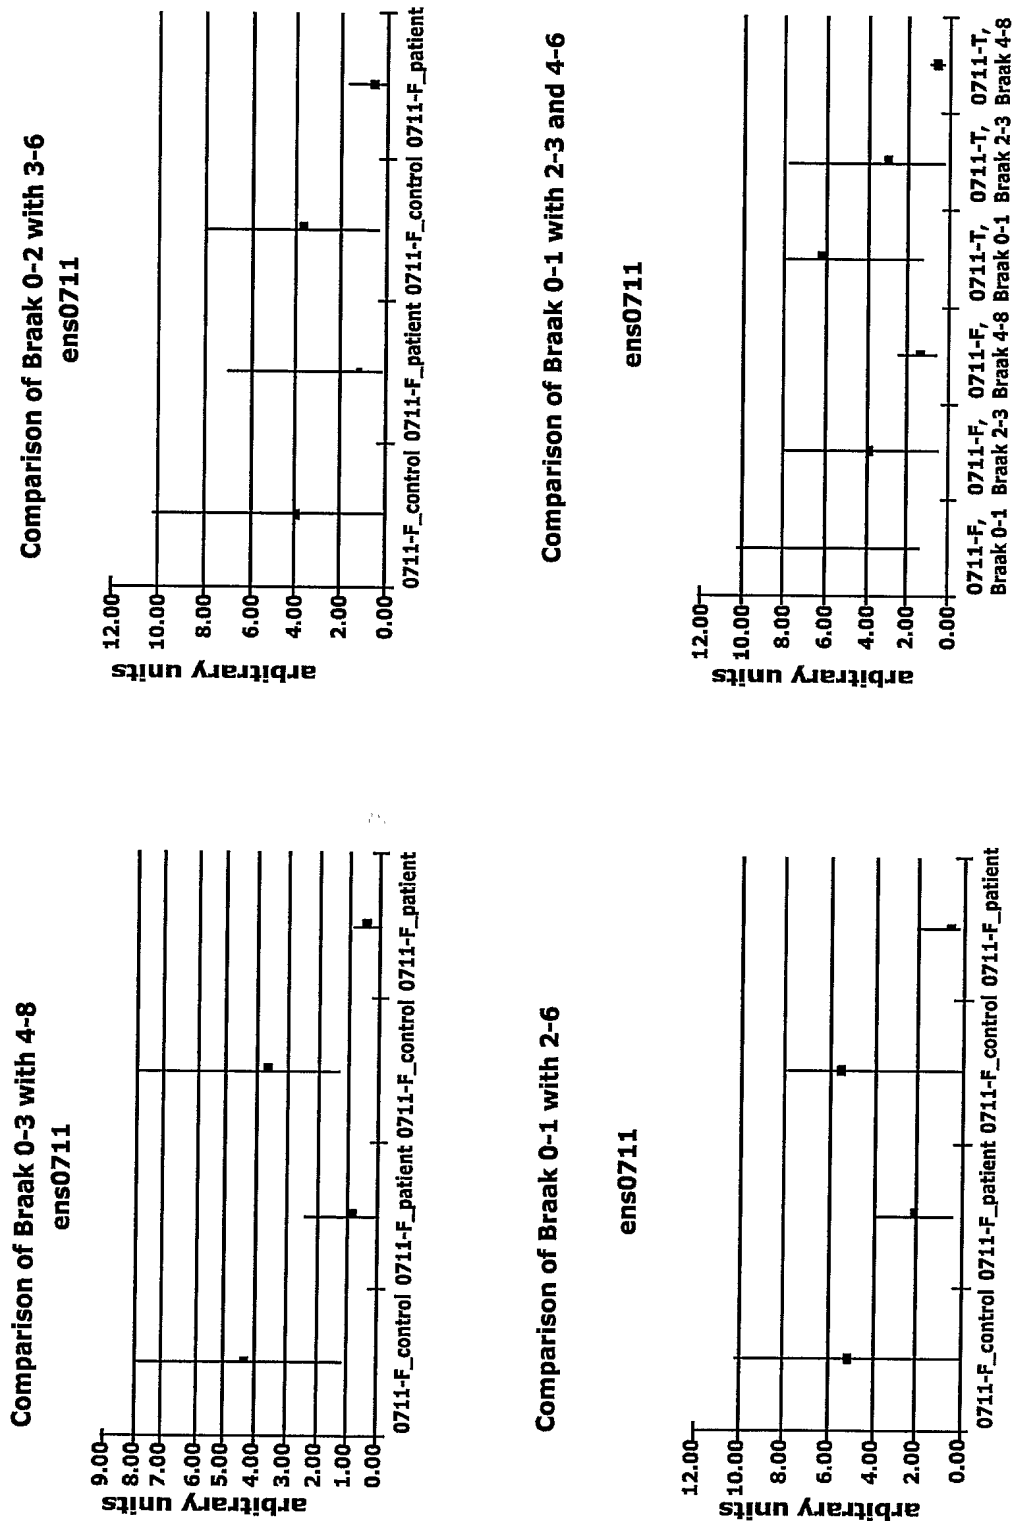 Comparison of Braak 0-3 with 4-8
ens0711
arbitrary units
9.00
8.00
7.00
6.00
5.00
4.00
3.00
2.00
1.00
0.00
0711-F_control 0711-F_patient 0711-F_control 0711-F_patient
Comparison of Braak 0-2 with 3-6
ens0711
arbitrary units
12.00
10.00
8.00
6.00
4.00
2.00
0.00
0711-F_control 0711-F_patient 0711-F_control 0711-F_patient
Comparison of Braak 0-1 with 2-6
ens0711
arbitrary units
12.00
10.00
8.00
6.00
4.00
2.00
0.00
0711-F_control 0711-F_patient 0711-F_control 0711-F_patient
Comparison of Braak 0-1 with 2-3 and 4-6
ens0711
arbitrary units
12.00
10.00
8.00
6.00
4.00
2.00
0.00
0711-F, 0711-F, 0711-F, 0711-T, 0711-T, 0711-T,
Braak 0-1 Braak 2-3 Braak 4-8 Braak 0-1 Braak 2-3 Braak 4-8